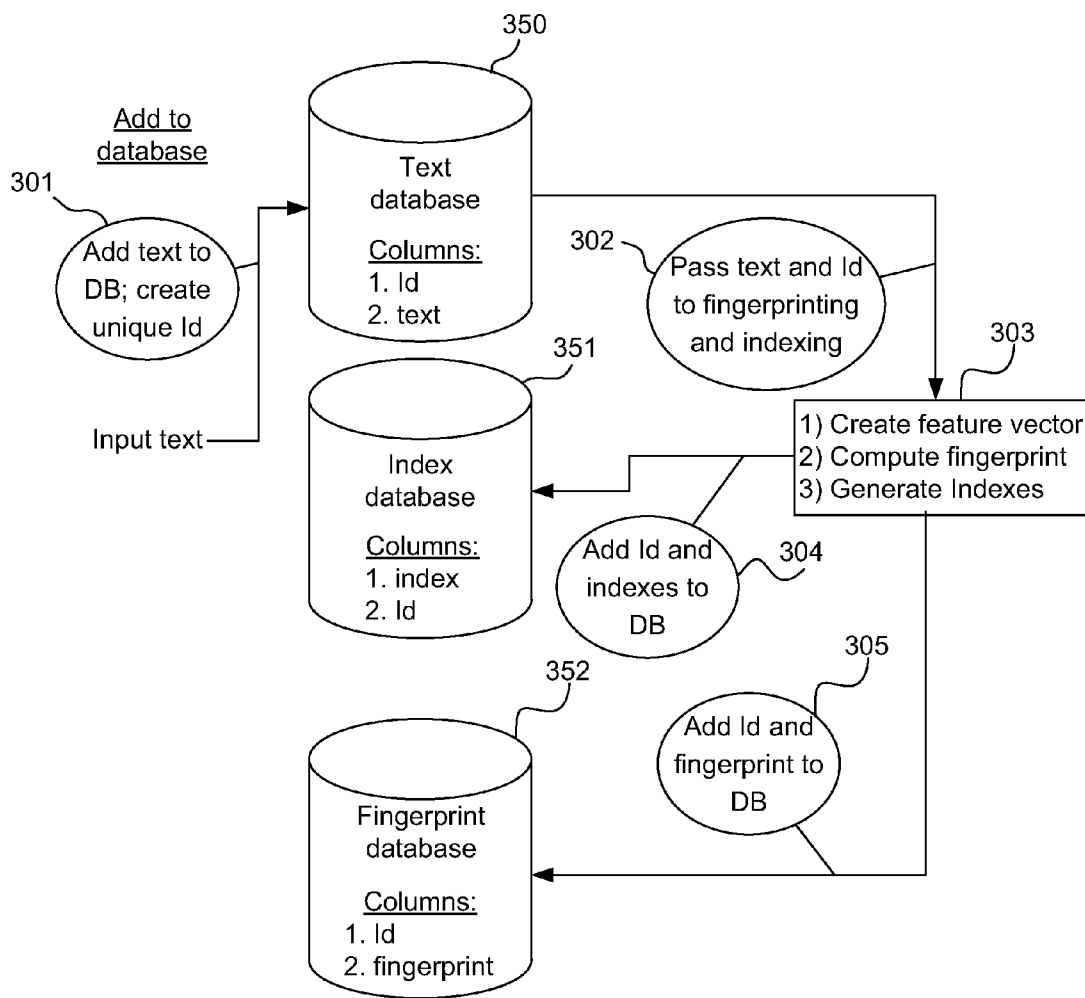 350
Add to
database
301
Add text to
DB; create
unique Id
Input text
Text
database
Columns:
1. Id
2. text
302
Pass text and Id
to fingerprinting
and indexing
303
1) Create feature vector
2) Compute fingerprint
3) Generate Indexes
351
Index
database
Columns:
1. index
2. Id
Add Id and
indexes to
DB
304
352
Fingerprint
database
Columns:
1. Id
2. fingerprint
305
Add Id and
fingerprint to
DB